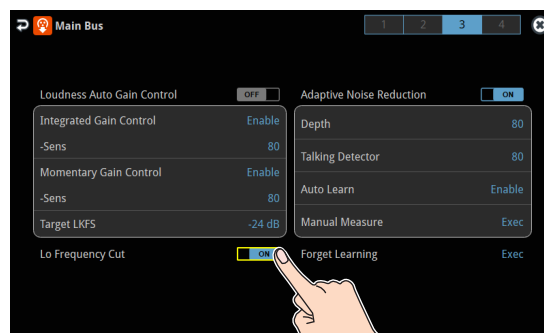 Main Bus
1 2 3 4
Loudness Auto Gain Control OFF
Integrated Gain Control Enable
-Sens 80
Momentary Gain Control Enable
-Sens 80
Target LKFS -24 dB
Lo Frequency Cut ON
Adaptive Noise Reduction ON
Depth 80
Talking Detector 80
Auto Learn Enable
Manual Measure Exec
Forget Learning Exec